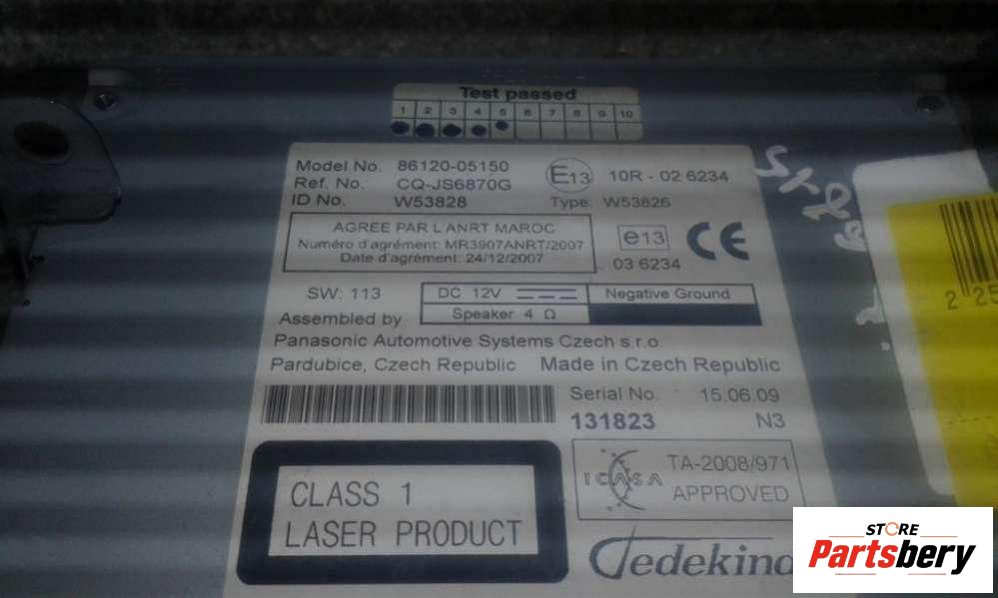 Test passed
1 2 3 4 5 6 7 8 9 10
Model No. 86120-05150
Ref. No. CQ-JS6870G
ID No. W53828
E13 10R - 02 6234
Type: W53826
AGREE PAR L'ANRT MAROC
Numéro d'agrément: MR3907ANRT/2007
Date d'agrément: 24/12/2007
e13 CE
03 6234
SW: 113
DC 12V Negative Ground
Speaker 4 Ω
Assembled by
Panasonic Automotive Systems Czech s.r.o.
Pardubice, Czech Republic Made in Czech Republic
Serial No. 15.06.09
131823 N3
ICASA TA-2008/971
APPROVED
CLASS 1
LASER PRODUCT
2 25
STORE
Partsbery